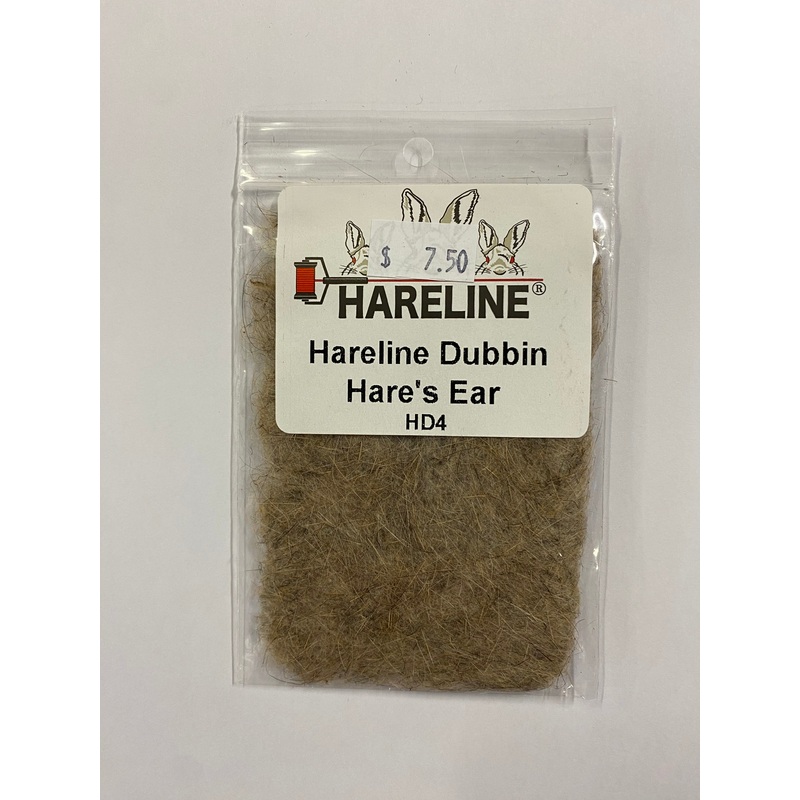 $ 7.50
HARELINE®
Hareline Dubbin
Hare's Ear
HD4